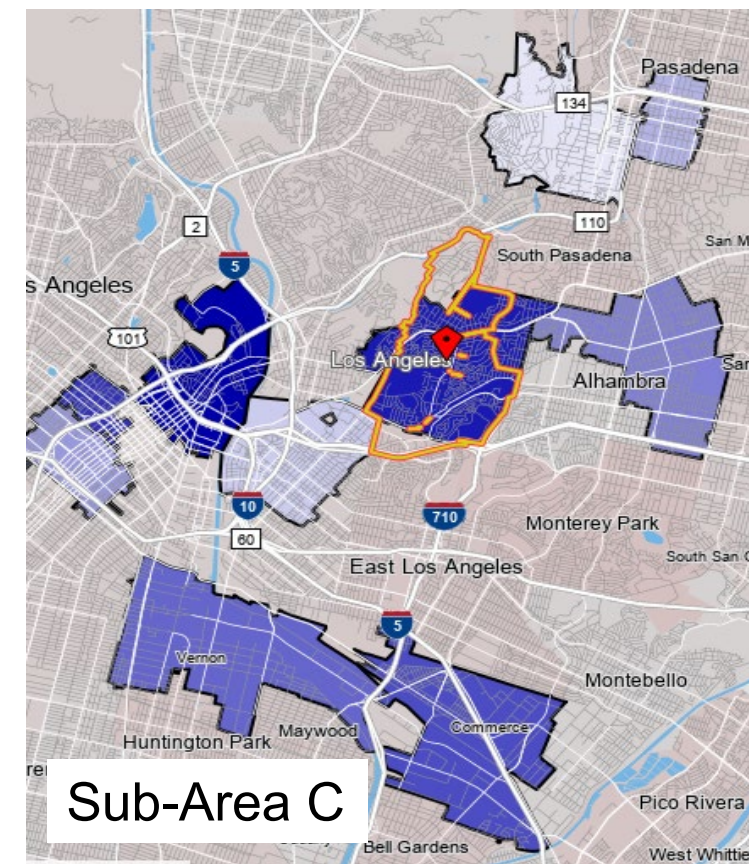 Pasadena
134
2
110
5
South Pasadena
San M
s Angeles
101
Los Angeles
Alhambra
San
10
710
60
Monterey Park
South San
East Los Angeles
5
Vernon
Montebello
Commerce
Huntington Park
Maywood
Sub-Area C
Pico Rivera
Bell Gardens
West Whittie